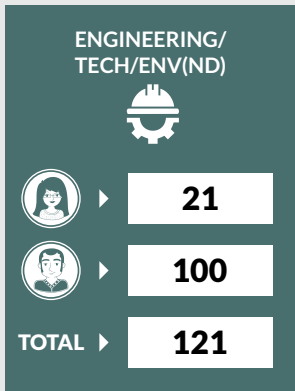 ENGINEERING/
TECH/ENV(ND)
21
100
TOTAL 121